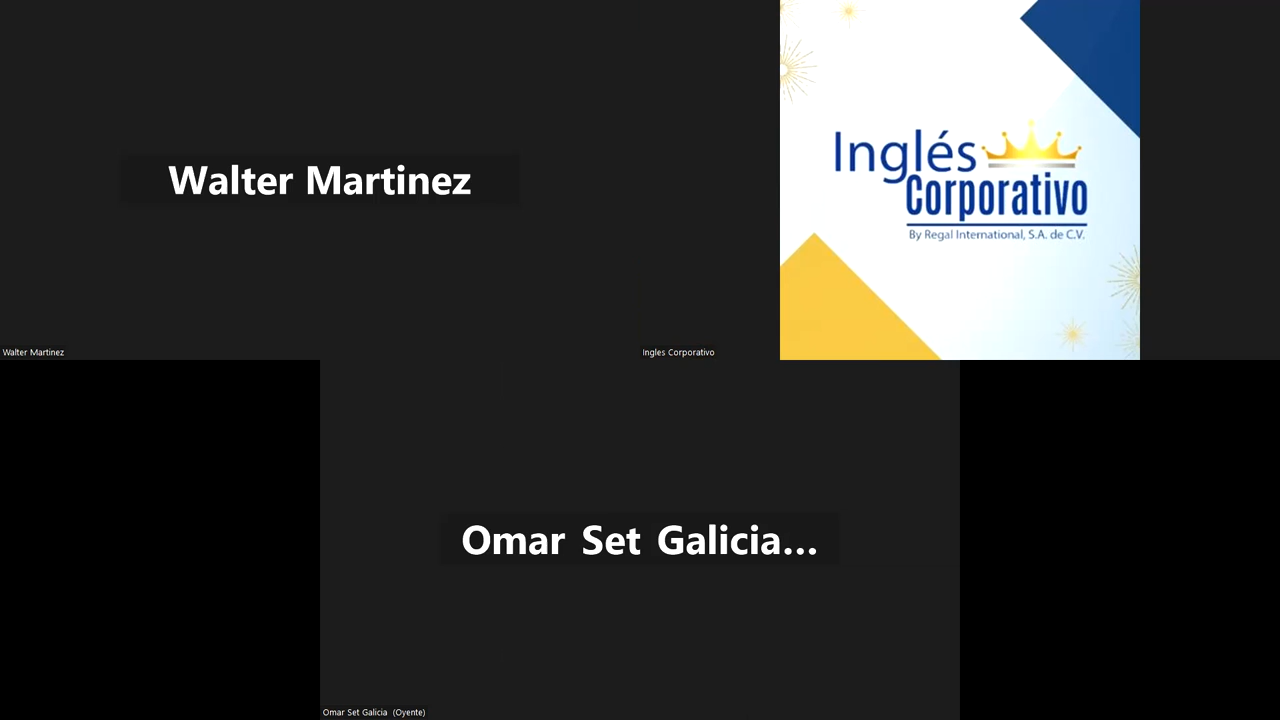 Walter Martinez
Walter Martinez
Inglés
Corporativo
By Regal International, S.A. de C.V.
Ingles Corporativo
Omar Set Galicia...
Omar Set Galicia (Oyente)